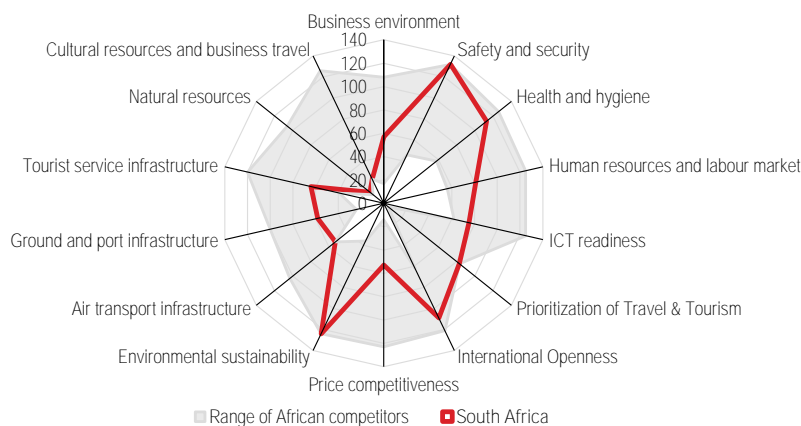 Business environment
140
Cultural resources and business travel
Safety and security
120
100
Natural resources
Health and hygiene
80
60
40
Tourist service infrastructure
Human resources and labour market
20
0
Ground and port infrastructure
ICT readiness
Air transport infrastructure
Prioritization of Travel & Tourism
Environmental sustainability
International Openness
Price competitiveness
Range of African competitors
South Africa